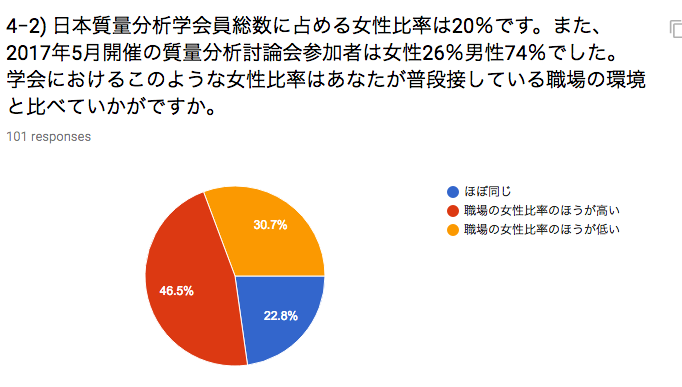 4−2) 日本質量分析学会員総数に占める女性比率は20%です。また、
2017年5月開催の質量分析討論会参加者は女性26%男性74%でした。
学会におけるこのような女性比率はあなたが普段接している職場の環境
と比べていかがですか。
101 responses
ほぼ同じ
職場の女性比率のほうが高い
職場の女性比率のほうが低い
30.7%
46.5%
22.8%